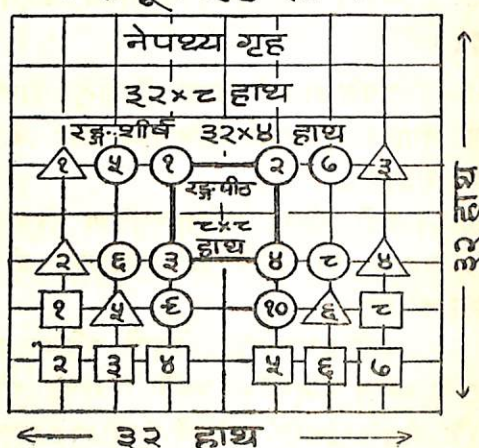 नेपथ्य गृह
३२×८ हाथ
रङ्ग-शीर्ष ३२×४ हाथ
१ ५ १ २ ७ ३
रङ्ग-पीठ
८×८
हाथ
२ ६ ३ ४ ८ ४
१ ५ ९ १० ६ ८
२ ३ ४ ५ ६ ७
३२ हाथ
३२ हाथ